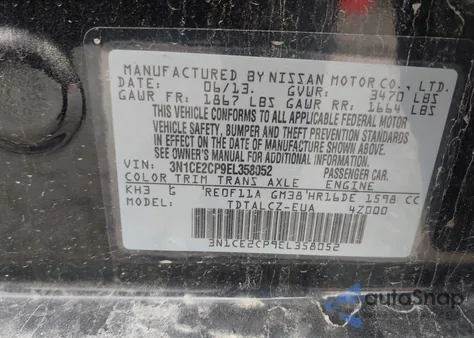 MANUFACTURED BY NISSAN MOTOR CO., LTD.
DATE: 06/13. GVWR: 3470 LBS
GAWR FR: 1867 LBS GAWR RR: 1664 LBS
THIS VEHICLE CONFORMS TO ALL APPLICABLE FEDERAL MOTOR
VEHICLE SAFETY, BUMPER AND THEFT PREVENTION STANDARDS
IN EFFECT ON THE DATE OF MANUFACTURE SHOWN ABOVE.
SEE OWNER'S MANUAL FOR ADDITIONAL INFORMATION.
VIN: 3N1CE2CP9EL358052 PASSENGER CAR.
COLOR TRIM TRANS AXLE ENGINE
KH3 G RE0F11A GM38 HR16DE 1598 CC
MODEL: TDTALCZ-EUA 4Z000
3N1CE2CP9EL358052
autoSnap